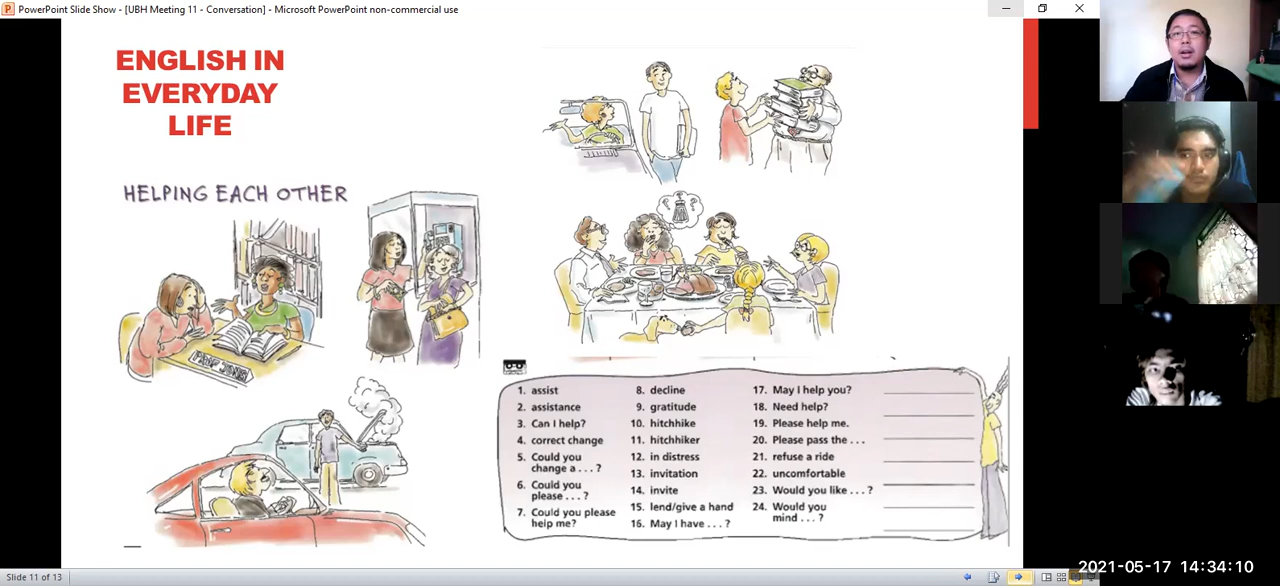 PowerPoint Slide Show - [UBH Meeting 11 - Conversation] - Microsoft PowerPoint non-commercial use
ENGLISH IN
EVERYDAY
LIFE
HELPING EACH OTHER
PROF. JONES
? ?
1. assist
2. assistance
3. Can I help?
4. correct change
5. Could you
change a . . . ?
6. Could you
please . . . ?
7. Could you please
help me?
8. decline
9. gratitude
10. hitchhike
11. hitchhiker
12. in distress
13. invitation
14. invite
15. lend/give a hand
16. May I have . . . ?
17. May I help you?
18. Need help?
19. Please help me.
20. Please pass the . . .
21. refuse a ride
22. uncomfortable
23. Would you like . . . ?
24. Would you
mind . . . ?
Slide 11 of 13
2021-05-17 14:34:10